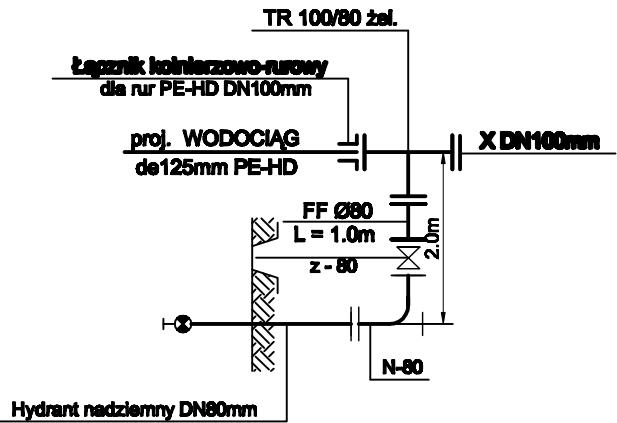 TR 100/80 żel.
Łącznik kołnierzowo-rurowy
dla rur PE-HD DN100mm
proj. WODOCIĄG
de125mm PE-HD
X DN100mm
FF Ø80
L = 1.0m
z - 80
2.0m
N-80
Hydrant nadziemny DN80mm